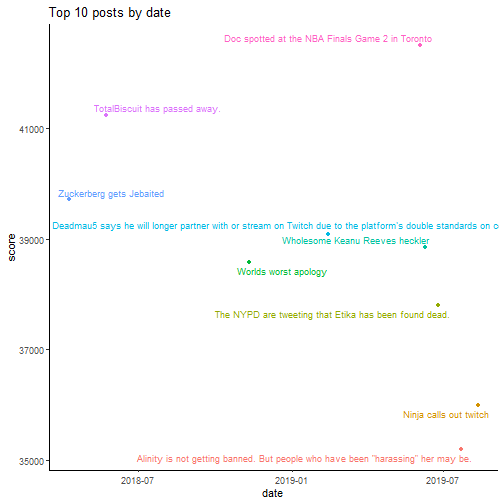 Top 10 posts by date
Doc spotted at the NBA Finals Game 2 in Toronto
TotalBiscuit has passed away.
41000
Zuckerberg gets Jebaited
Deadmau5 says he will longer partner with or stream on Twitch due to the platform's double standards on c
39000
Wholesome Keanu Reeves heckler
score
Worlds worst apology
The NYPD are tweeting that Etika has been found dead.
37000
Ninja calls out twitch
Alinity is not getting banned. But people who have been "harassing" her may be.
35000
2018-07
2019-01
2019-07
date